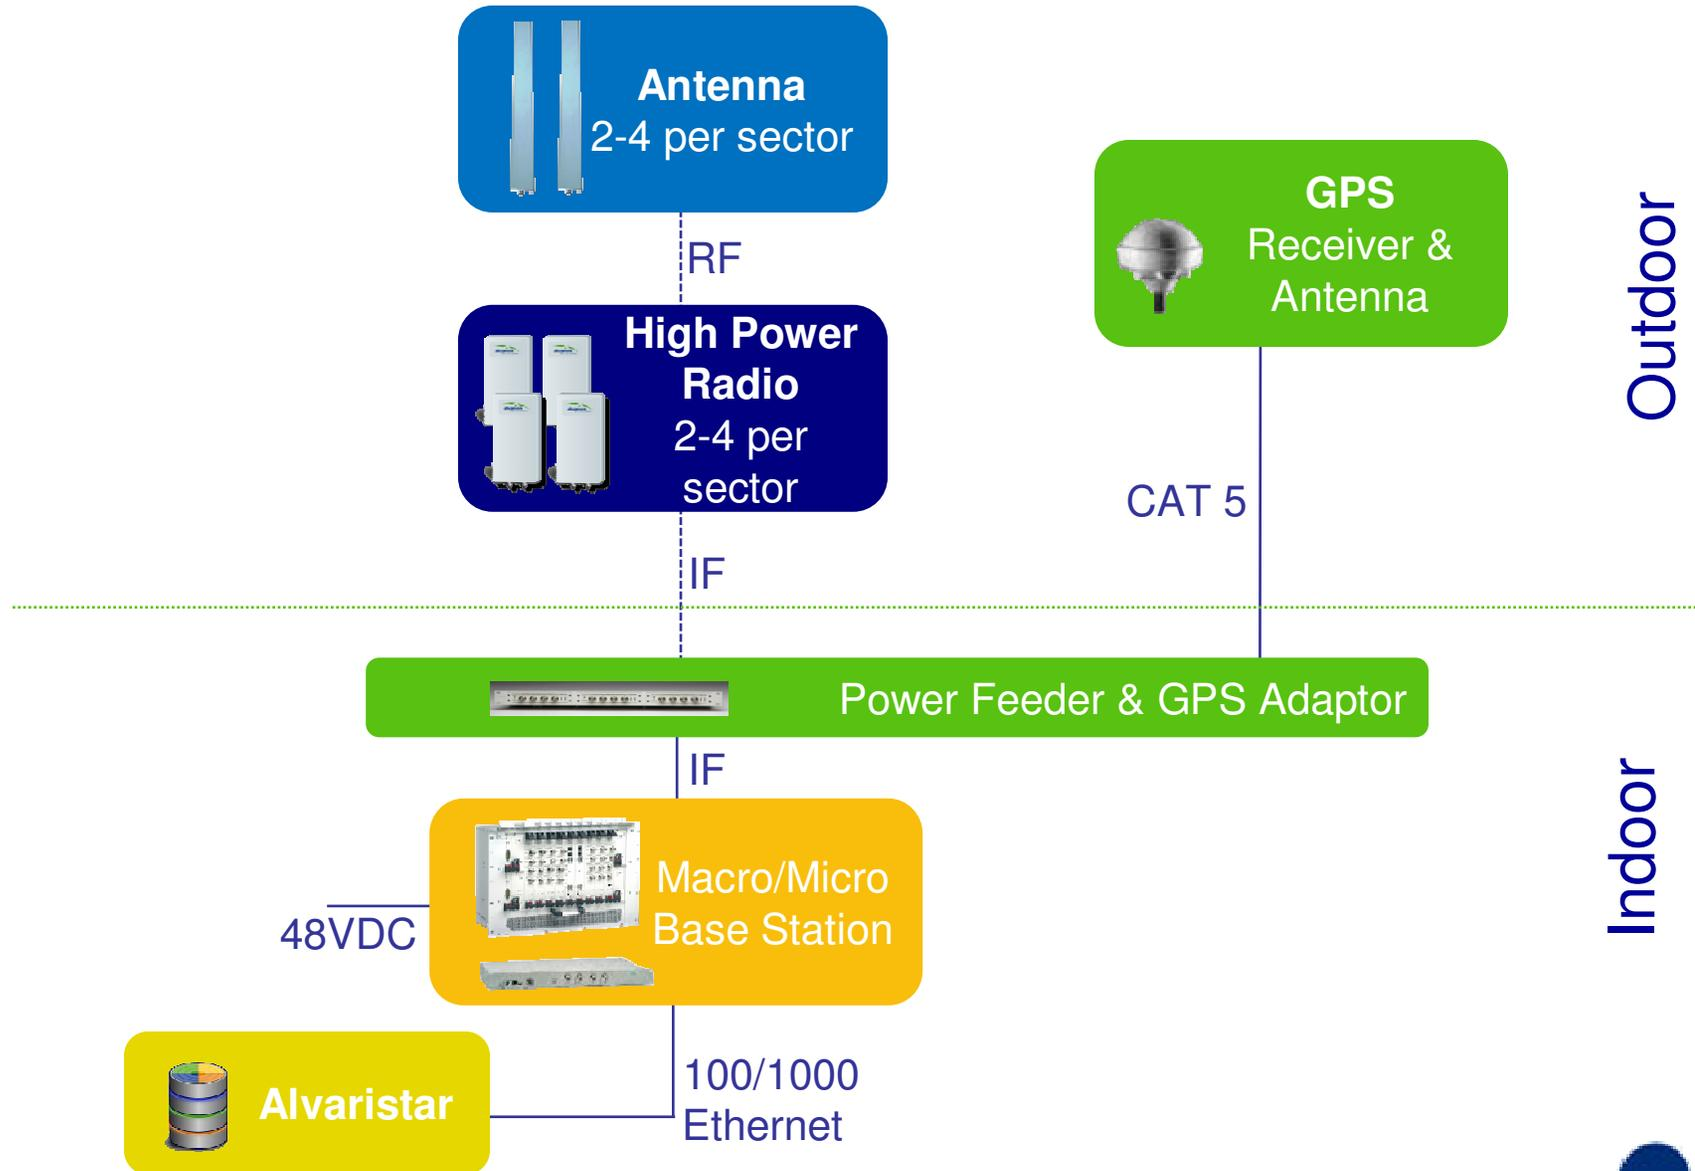 Antenna
2-4 per sector
RF
GPS
Receiver &
Antenna
Outdoor
High Power
Radio
2-4 per
sector
CAT 5
IF
Power Feeder & GPS Adaptor
IF
Indoor
Macro/Micro
Base Station
48VDC
100/1000
Ethernet
Alvaristar